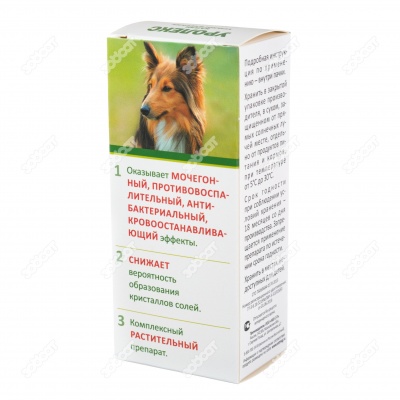 УРОЛЕКС
1 Оказывает МОЧЕГОН-
НЫЙ, ПРОТИВОВОСПА-
ЛИТЕЛЬНЫЙ, АНТИ-
БАКТЕРИАЛЬНЫЙ,
КРОВООСТАНАВЛИВА-
ЮЩИЙ эффекты.
2 СНИЖАЕТ
вероятность
образования
кристаллов солей.
3 Комплексный
РАСТИТЕЛЬНЫЙ
препарат.
Подробная инструк-
ция по примене-
нию – внутри пачки.
Хранить в закрытой
упаковке произво-
дителя, в сухом, за-
щищенном от пря-
мых солнечных лу-
чей месте, отдель-
но от продуктов пи-
тания и кормов,
при температуре
от 5°С до 30°С.
Срок годности
при соблюдении ус-
ловий хранения –
18 месяцев со дня
производства. Запре-
щается применение
препарата по истече-
нии срока годности.
Хранить в местах, не-
доступных для детей.